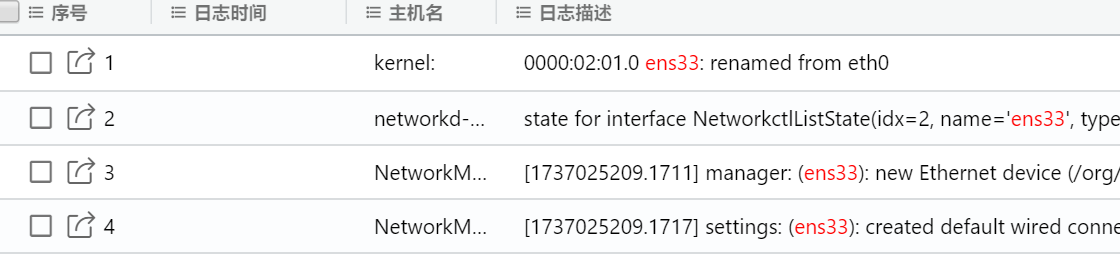 序号 日志时间 主机名 日志描述
1 kernel: 0000:02:01.0 ens33: renamed from eth0
2 networkd-... state for interface NetworkctlListState(idx=2, name='ens33', type
3 NetworkM... [1737025209.1711] manager: (ens33): new Ethernet device (/org/
4 NetworkM... [1737025209.1717] settings: (ens33): created default wired conne